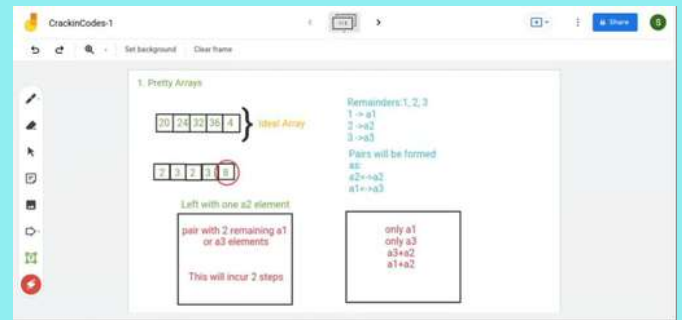 CrackinCodes-1
Share
S
Set background
Clear frame
1. Pretty Arrays
20 24 32 36 4
Ideal Array
2 3 2 3 8
Left with one a2 element
pair with 2 remaining a1
or a3 elements
This will incur 2 steps
Remainders:1, 2, 3
1 -> a1
2 ->a2
3 ->a3
Pairs will be formed
as:
a2<->a2
a1<->a3
only a1
only a3
a3+a2
a1+a2